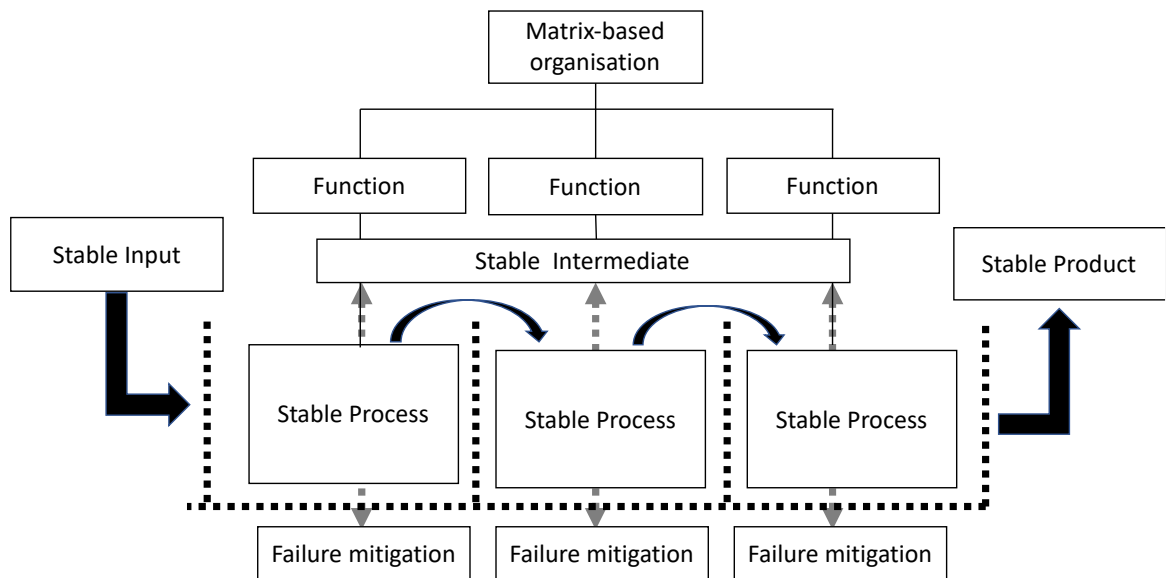 Matrix-based
organisation
Function
Function
Function
Stable Input
Stable Intermediate
Stable Product
Stable Process
Stable Process
Stable Process
Failure mitigation
Failure mitigation
Failure mitigation